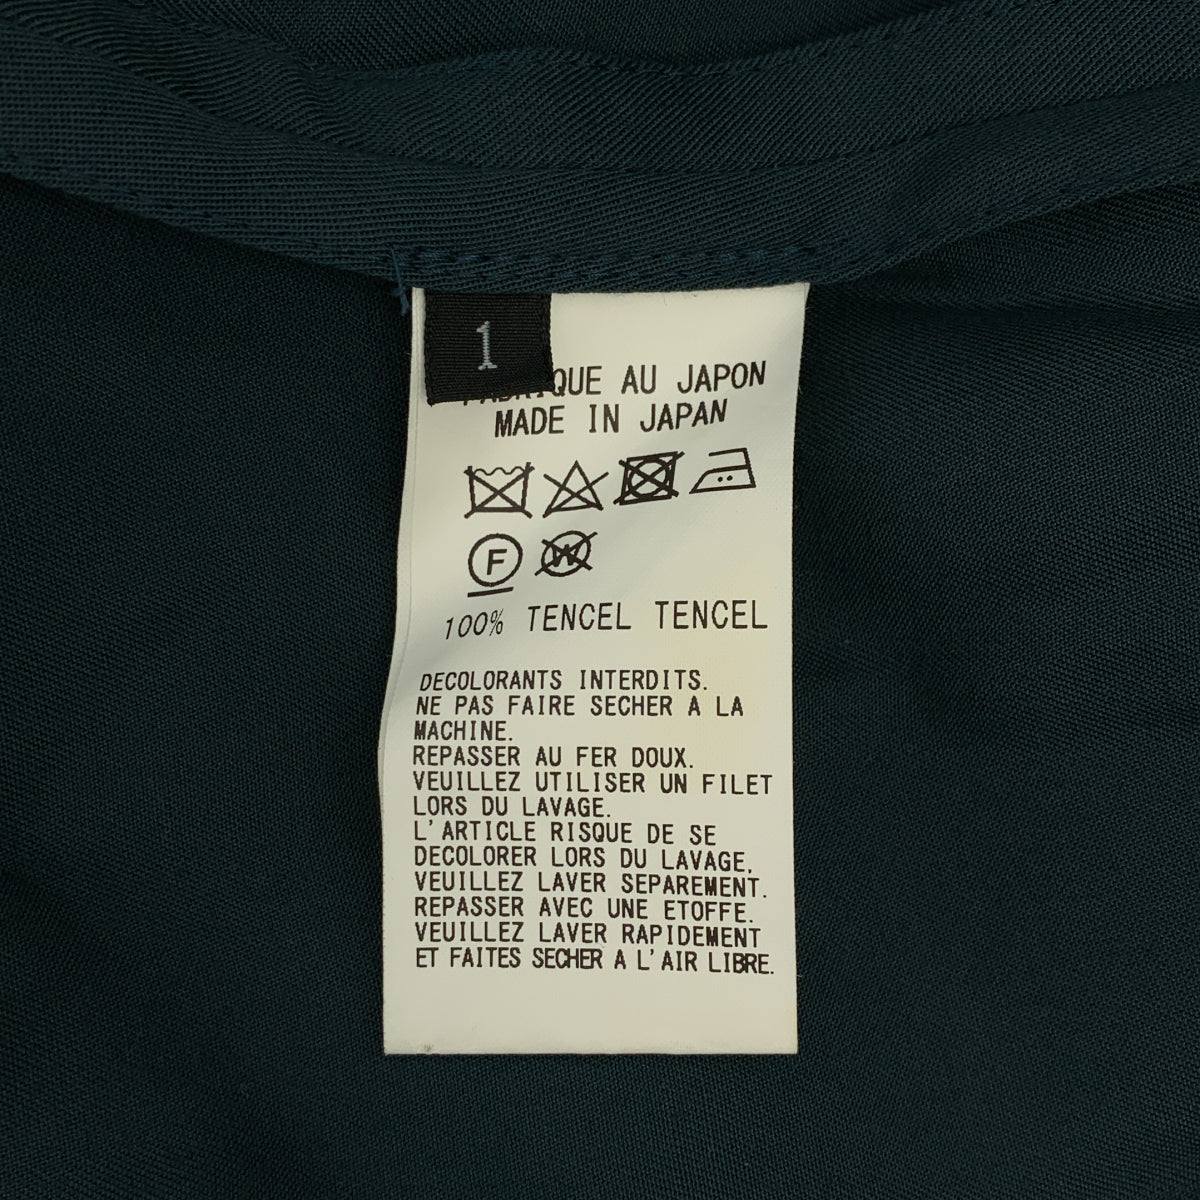 1
FABRIQUE AU JAPON
MADE IN JAPAN
F W
100% TENCEL TENCEL
DECOLORANTS INTERDITS.
NE PAS FAIRE SECHER A LA
MACHINE.
REPASSER AU FER DOUX.
VEUILLEZ UTILISER UN FILET
LORS DU LAVAGE.
L'ARTICLE RISQUE DE SE
DECOLORER LORS DU LAVAGE,
VEUILLEZ LAVER SEPAREMENT.
REPASSER AVEC UNE ETOFFE.
VEUILLEZ LAVER RAPIDEMENT
ET FAITES SECHER A L'AIR LIBRE.